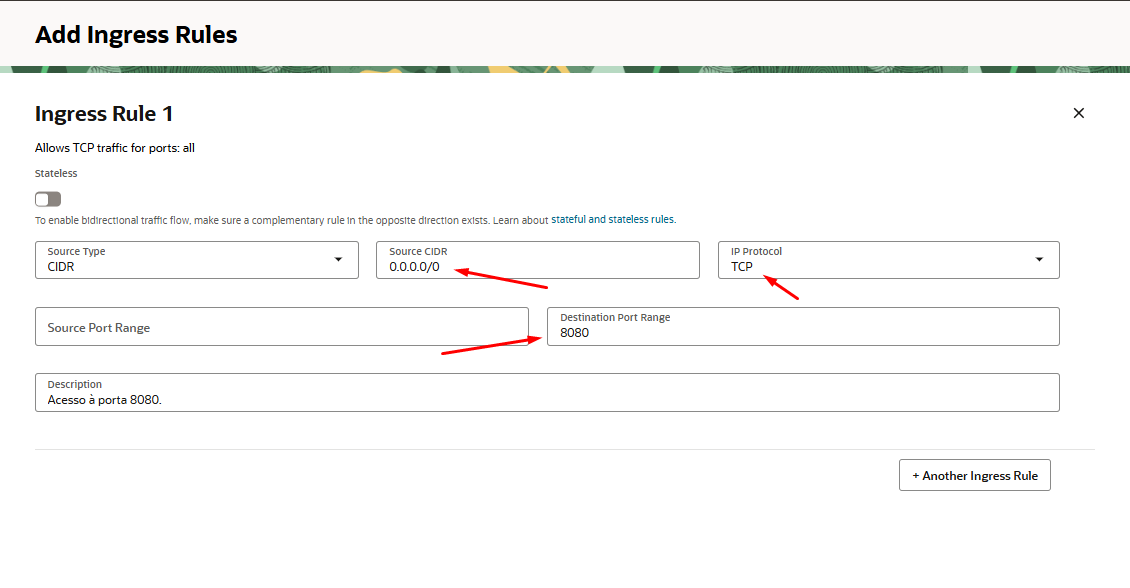 Add Ingress Rules
Ingress Rule 1
Allows TCP traffic for ports: all
Stateless
To enable bidirectional traffic flow, make sure a complementary rule in the opposite direction exists. Learn about stateful and stateless rules.
Source Type
CIDR
Source CIDR
0.0.0.0/0
IP Protocol
TCP
Source Port Range
Destination Port Range
8080
Description
Acesso à porta 8080.
+ Another Ingress Rule